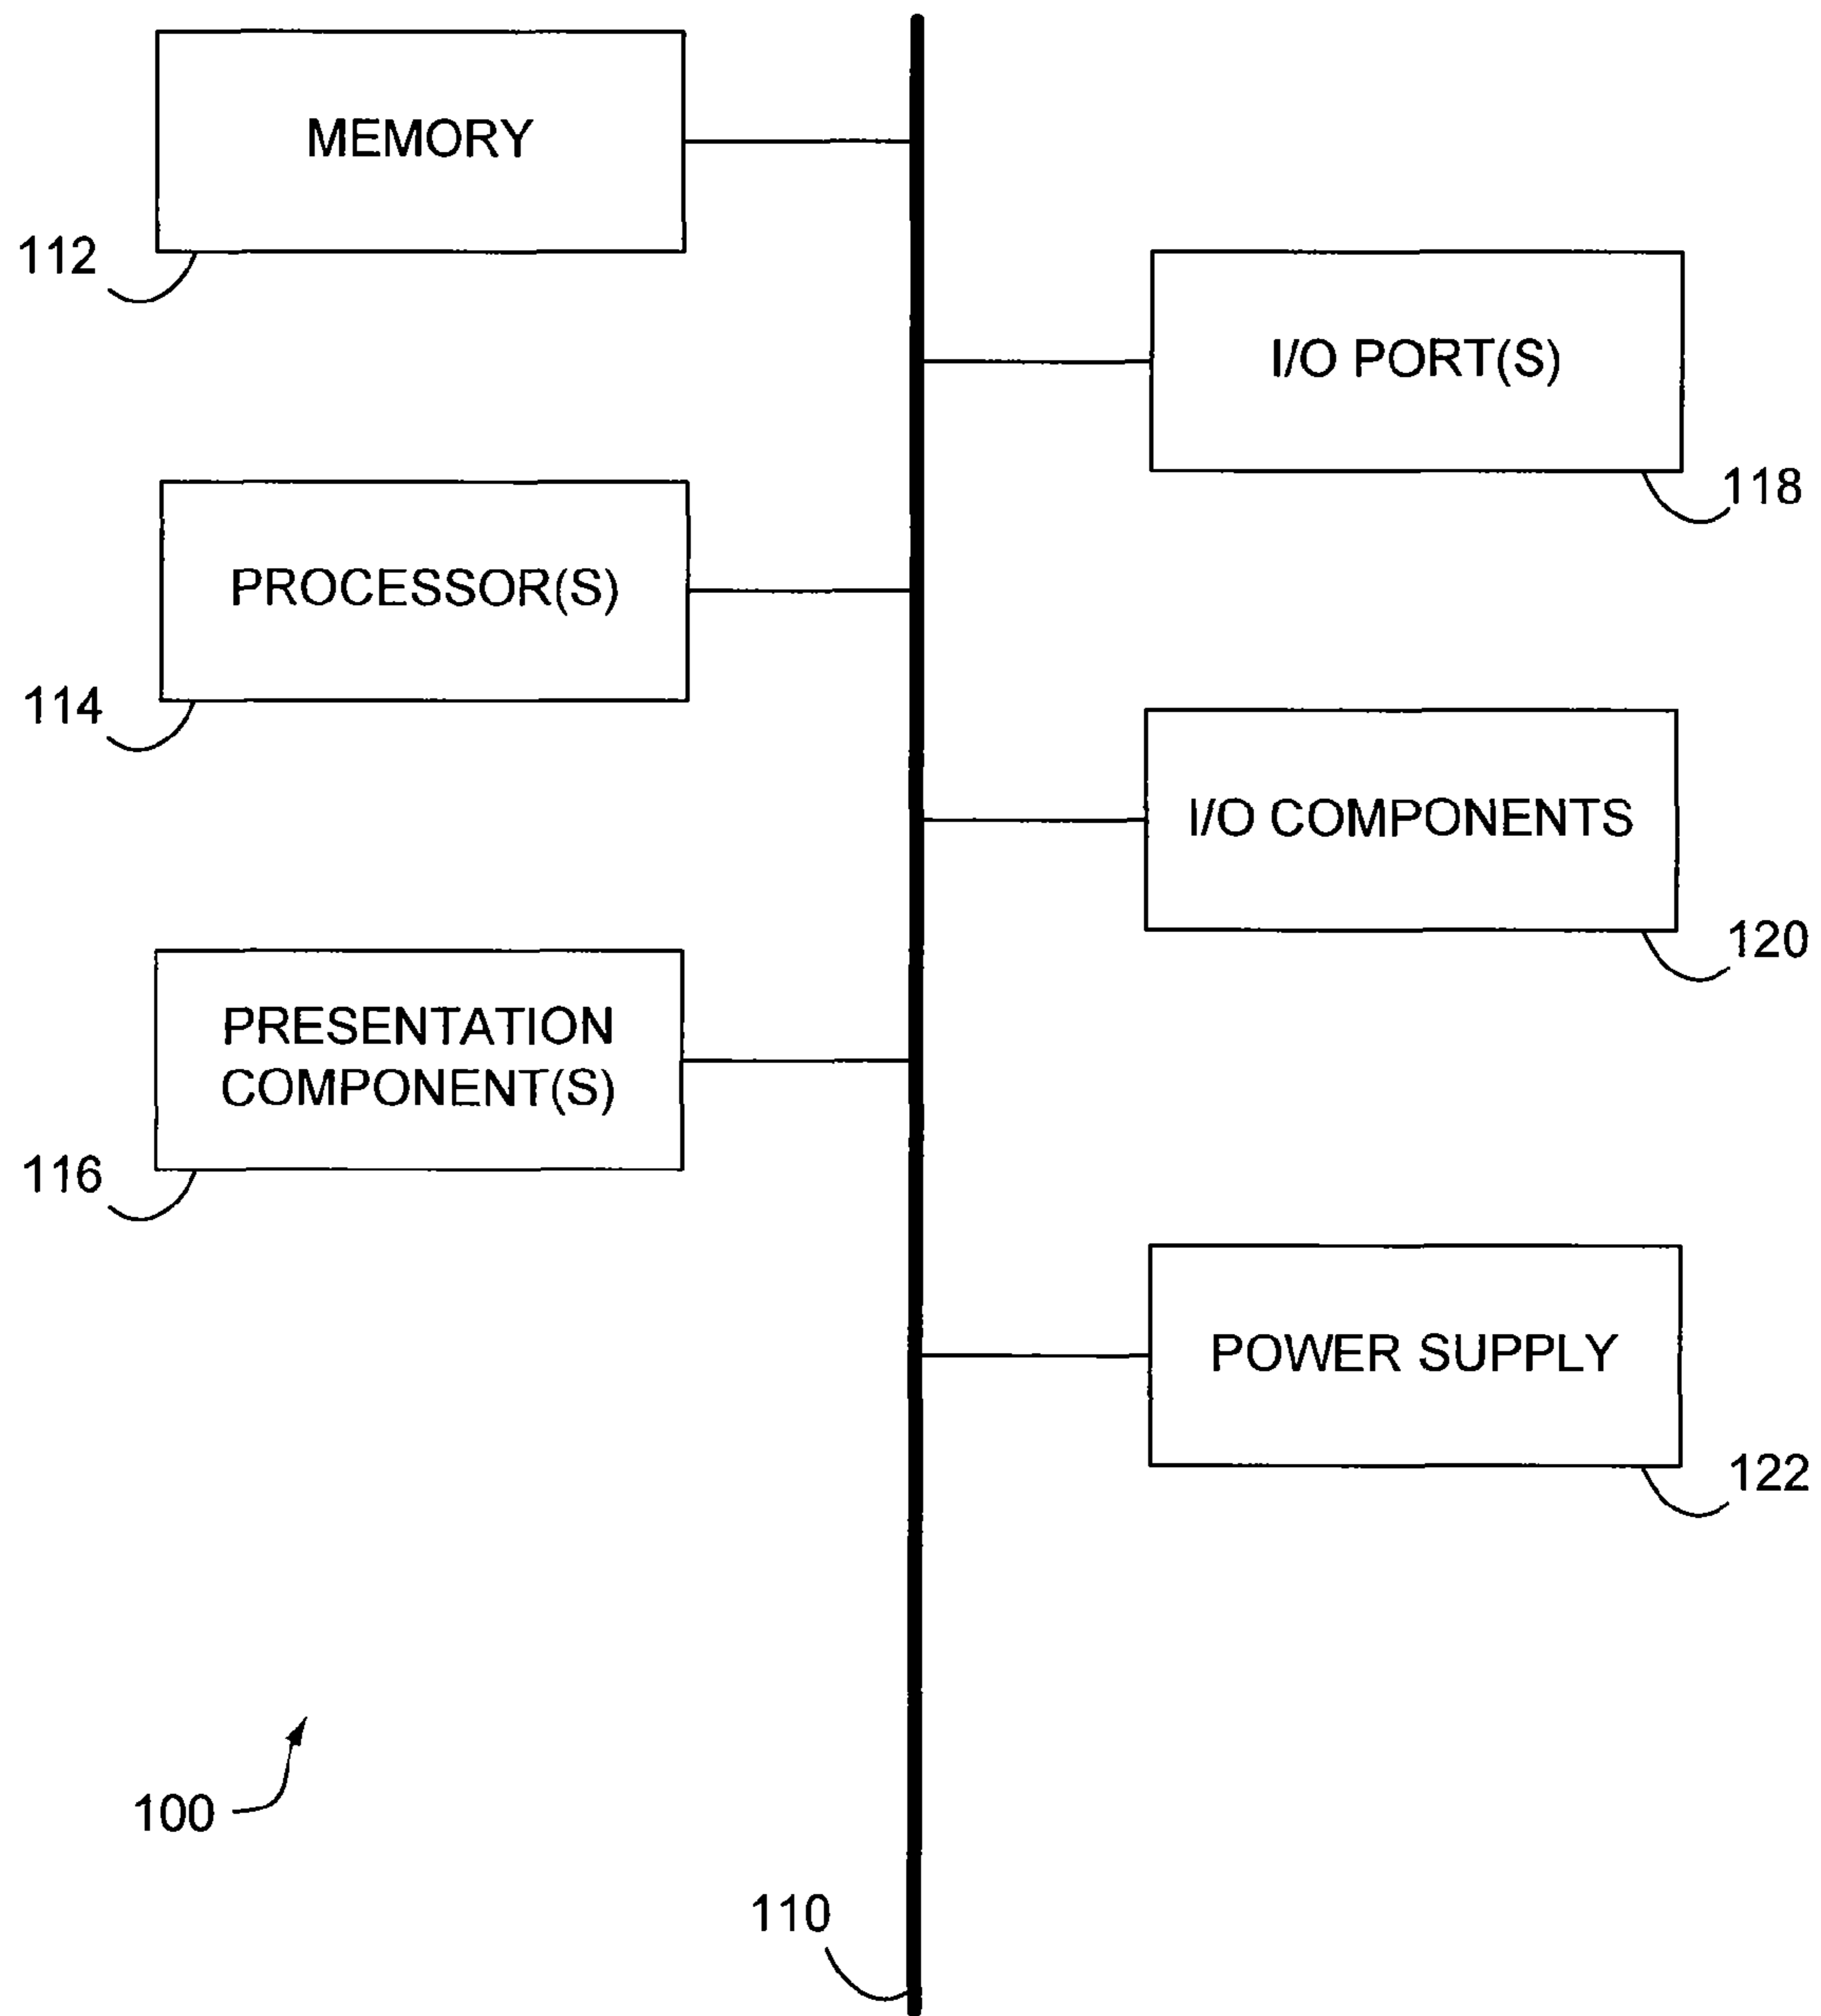 MEMORY
112
I/O PORT(S)
118
PROCESSOR(S)
114
I/O COMPONENTS
120
PRESENTATION
COMPONENT(S)
116
POWER SUPPLY
122
100
110